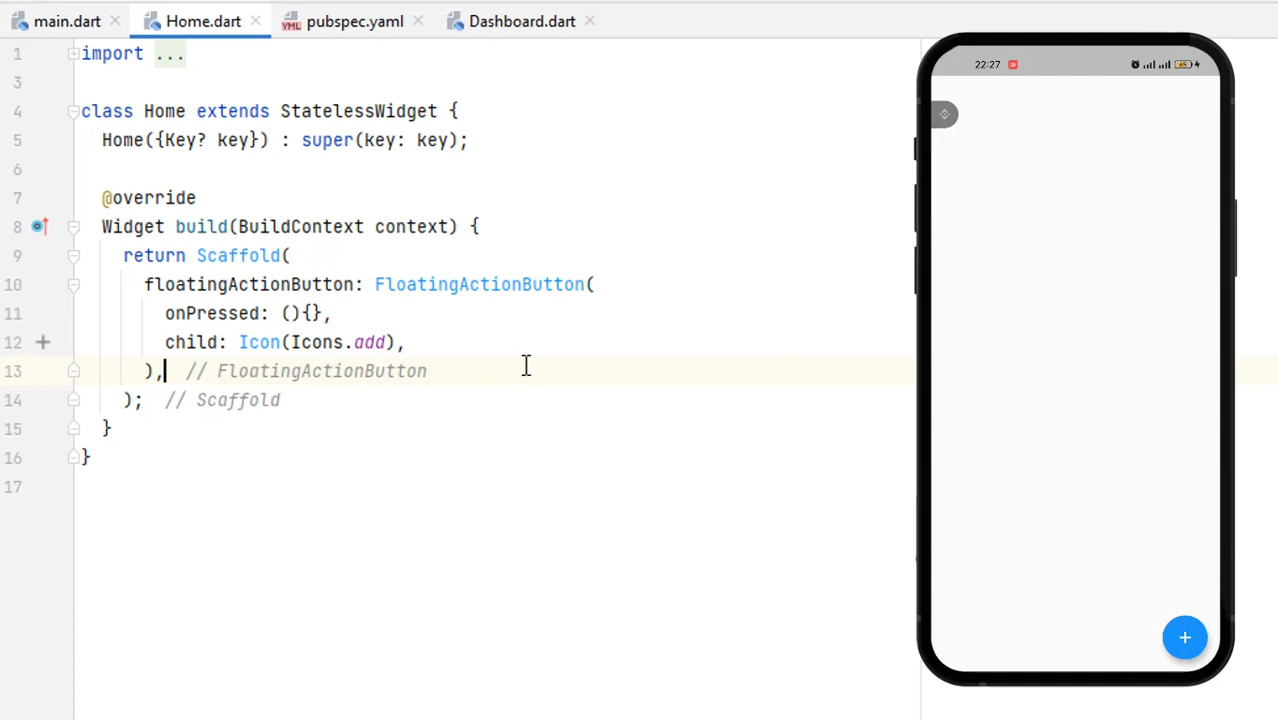 main.dart Home.dart pubspec.yaml Dashboard.dart
1 import ...
3
4 class Home extends StatelessWidget {
5 Home({Key? key}) : super(key: key);
6
7 @override
8 Widget build(BuildContext context) {
9 return Scaffold(
10 floatingActionButton: FloatingActionButton(
11 onPressed: (){},
12 child: Icon(Icons.add),
13 ), // FloatingActionButton
14 ); // Scaffold
15 }
16 }
17
22:27